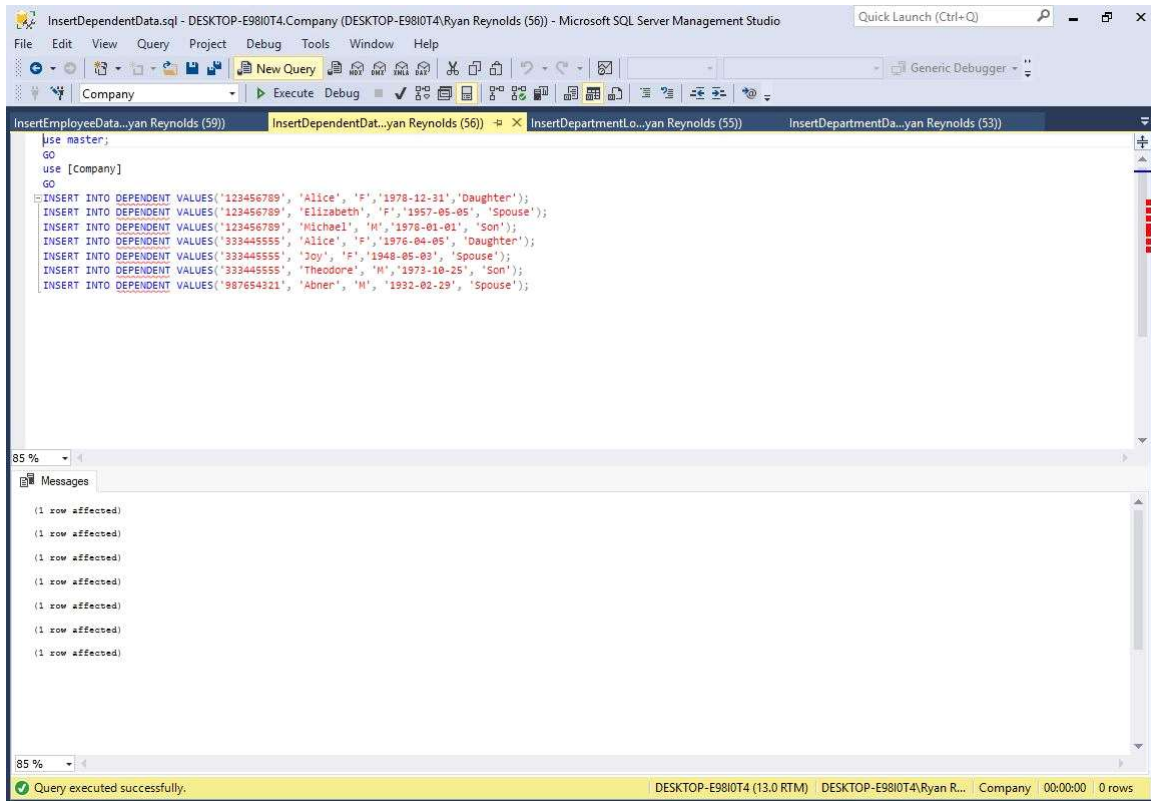 InsertDependentData.sql - DESKTOP-E98I0T4.Company (DESKTOP-E98I0T4\Ryan Reynolds (56)) - Microsoft SQL Server Management Studio
Quick Launch (Ctrl+Q)
File Edit View Query Project Debug Tools Window Help
New Query MDX DMX XMLA DAX Generic Debugger
Company Execute Debug
InsertEmployeeData...yan Reynolds (59)) InsertDependentDat...yan Reynolds (56)) InsertDepartmentLo...yan Reynolds (55)) InsertDepartmentDa...yan Reynolds (53))
use master;
GO
use [Company]
GO
INSERT INTO DEPENDENT VALUES('123456789', 'Alice', 'F','1978-12-31','Daughter');
INSERT INTO DEPENDENT VALUES('123456789', 'Elizabeth', 'F','1957-05-05', 'Spouse');
INSERT INTO DEPENDENT VALUES('123456789', 'Michael', 'M','1978-01-01', 'Son');
INSERT INTO DEPENDENT VALUES('333445555', 'Alice', 'F','1976-04-05', 'Daughter');
INSERT INTO DEPENDENT VALUES('333445555', 'Joy', 'F','1948-05-03', 'Spouse');
INSERT INTO DEPENDENT VALUES('333445555', 'Theodore', 'M','1973-10-25', 'Son');
INSERT INTO DEPENDENT VALUES('987654321', 'Abner', 'M', '1932-02-29', 'Spouse');
85 %
Messages
(1 row affected)
(1 row affected)
(1 row affected)
(1 row affected)
(1 row affected)
(1 row affected)
(1 row affected)
85 %
Query executed successfully. DESKTOP-E98I0T4 (13.0 RTM) DESKTOP-E98I0T4\Ryan R... Company 00:00:00 0 rows